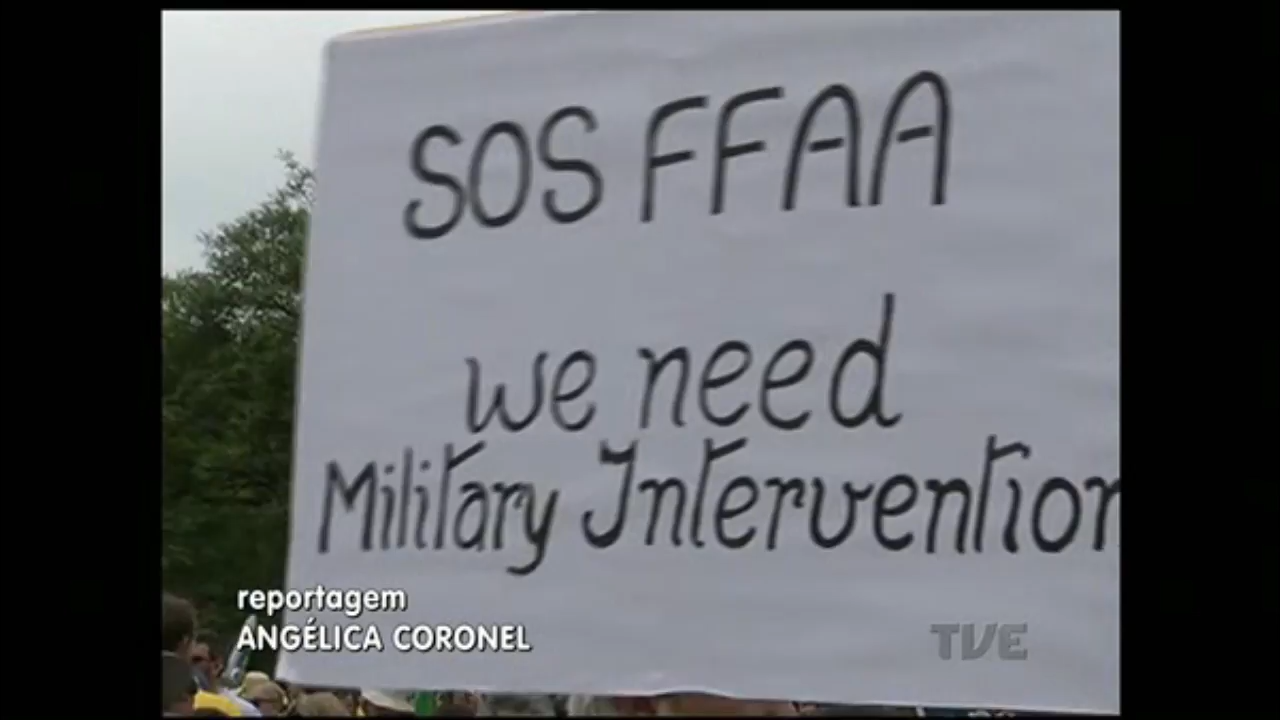 SOS FFAA
we need
Military Intervention
reportagem
ANGÉLICA CORONEL
TVE